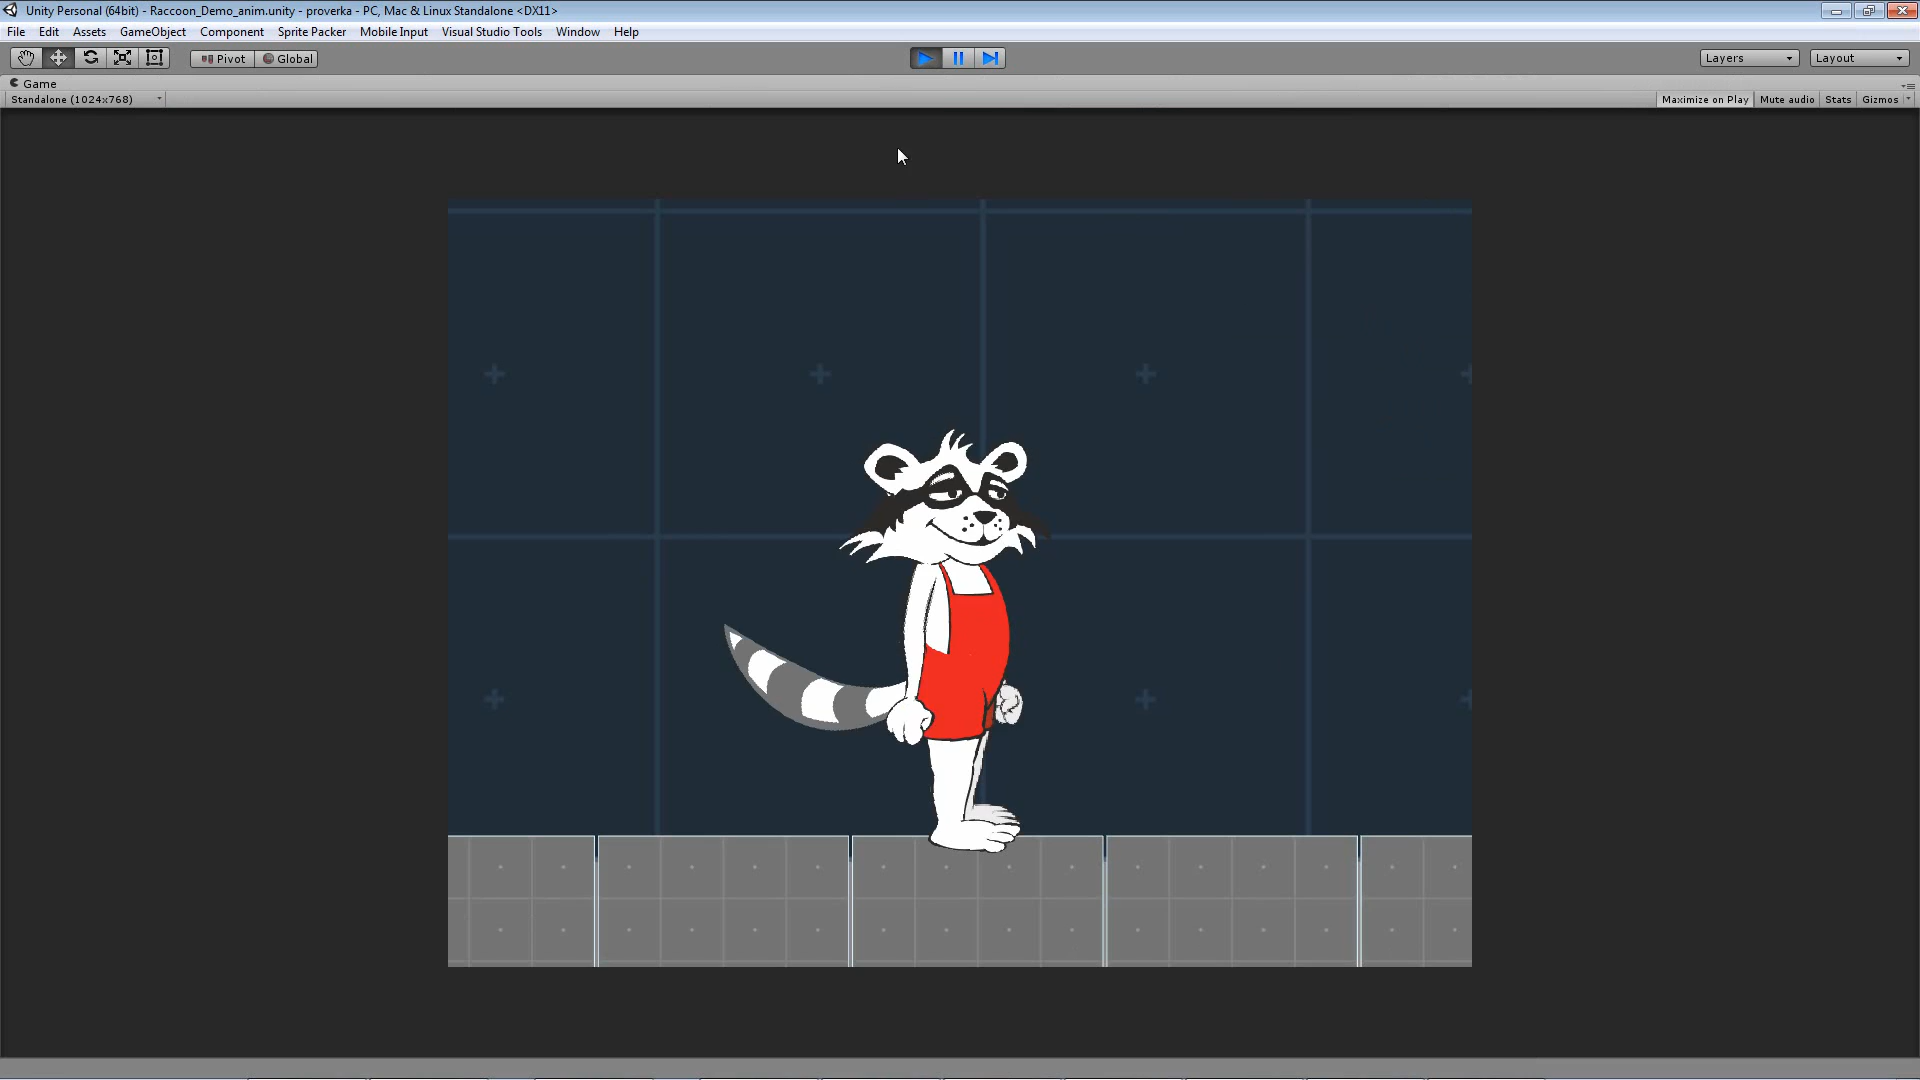 Unity Personal (64bit) - Raccoon_Demo_anim.unity - proverka - PC, Mac & Linux Standalone <DX11>
File Edit Assets GameObject Component Sprite Packer Mobile Input Visual Studio Tools Window Help
Pivot Global Layers Layout
Game
Standalone (1024x768) Maximize on Play Mute audio Stats Gizmos